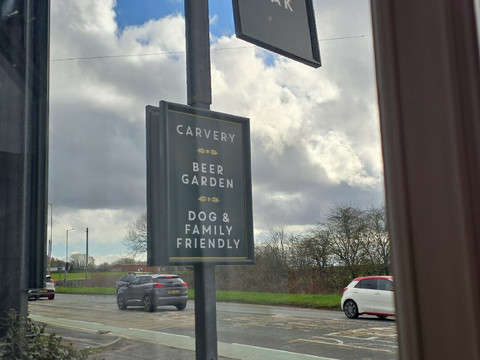 CARVERY
BEER
GARDEN
DOG &
FAMILY
FRIENDLY